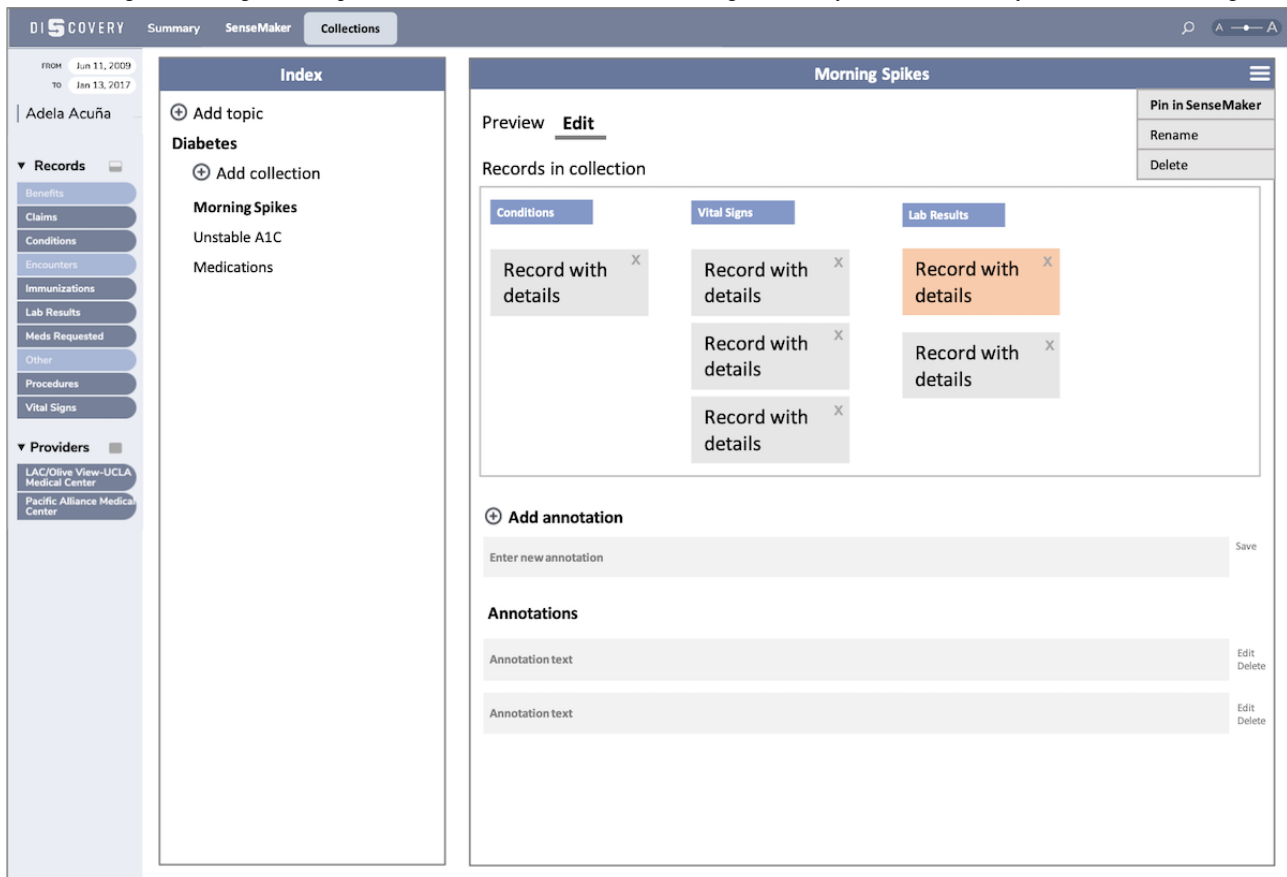 DISCOVERY Summary SenseMaker Collections A A
FROM Jun 11, 2009
TO Jan 13, 2017
Adela Acuña
Records
Benefits
Claims
Conditions
Encounters
Immunizations
Lab Results
Meds Requested
Other
Procedures
Vital Signs
Providers
LAC/Olive View-UCLA
Medical Center
Pacific Alliance Medical
Center
Index
Add topic
Diabetes
Add collection
Morning Spikes
Unstable A1C
Medications
Morning Spikes
Pin in SenseMaker
Rename
Delete
Preview Edit
Records in collection
Conditions
Record with X
details
Vital Signs
Record with X
details
Record with X
details
Record with X
details
Lab Results
Record with X
details
Record with X
details
Add annotation
Enter new annotation
Save
Annotations
Annotation text
Edit
Delete
Annotation text
Edit
Delete